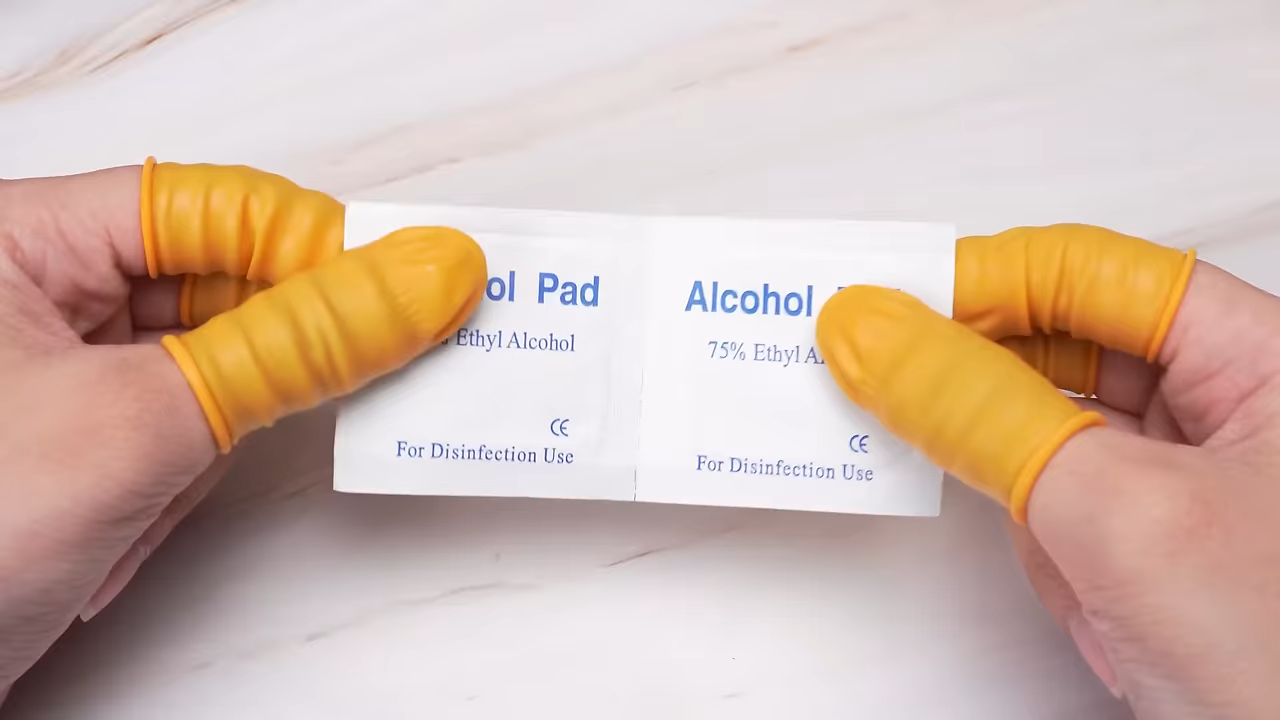 ol Pad
Ethyl Alcohol
CE
For Disinfection Use
Alcohol
75% Ethyl
CE
For Disinfection Use